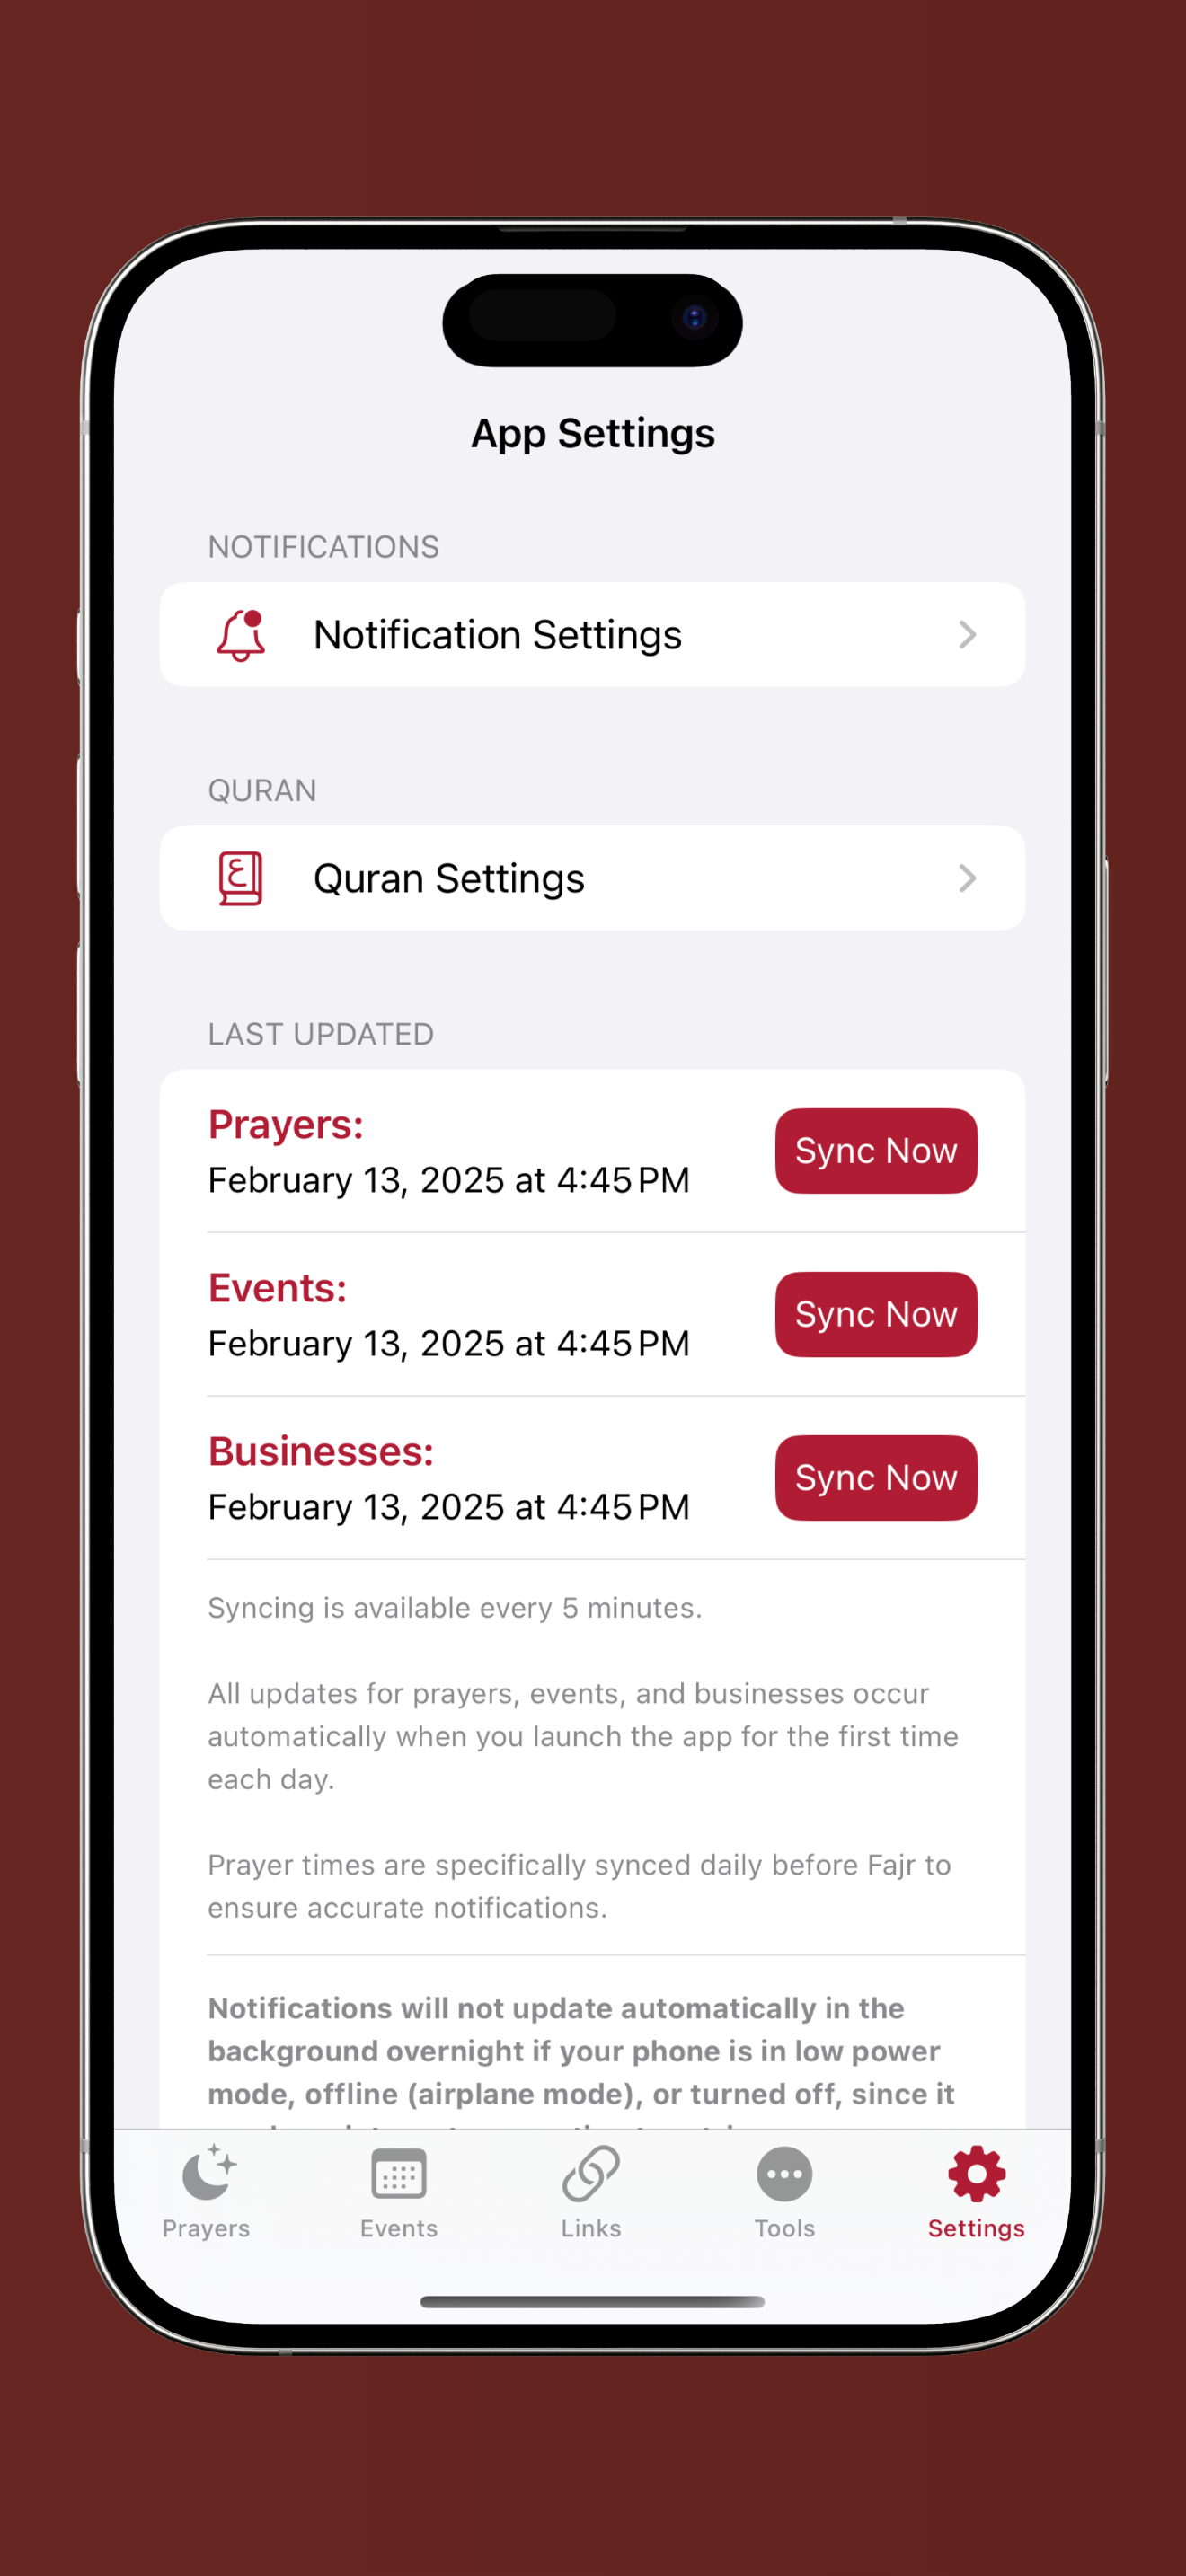 App Settings
NOTIFICATIONS
Notification Settings
QURAN
ع
Quran Settings
LAST UPDATED
Prayers:
February 13, 2025 at 4:45 PM
Sync Now
Events:
February 13, 2025 at 4:45 PM
Sync Now
Businesses:
February 13, 2025 at 4:45 PM
Sync Now
Syncing is available every 5 minutes.
All updates for prayers, events, and businesses occur
automatically when you launch the app for the first time
each day.
Prayer times are specifically synced daily before Fajr to
ensure accurate notifications.
Notifications will not update automatically in the
background overnight if your phone is in low power
mode, offline (airplane mode), or turned off, since it
Prayers
Events
Links
Tools
Settings